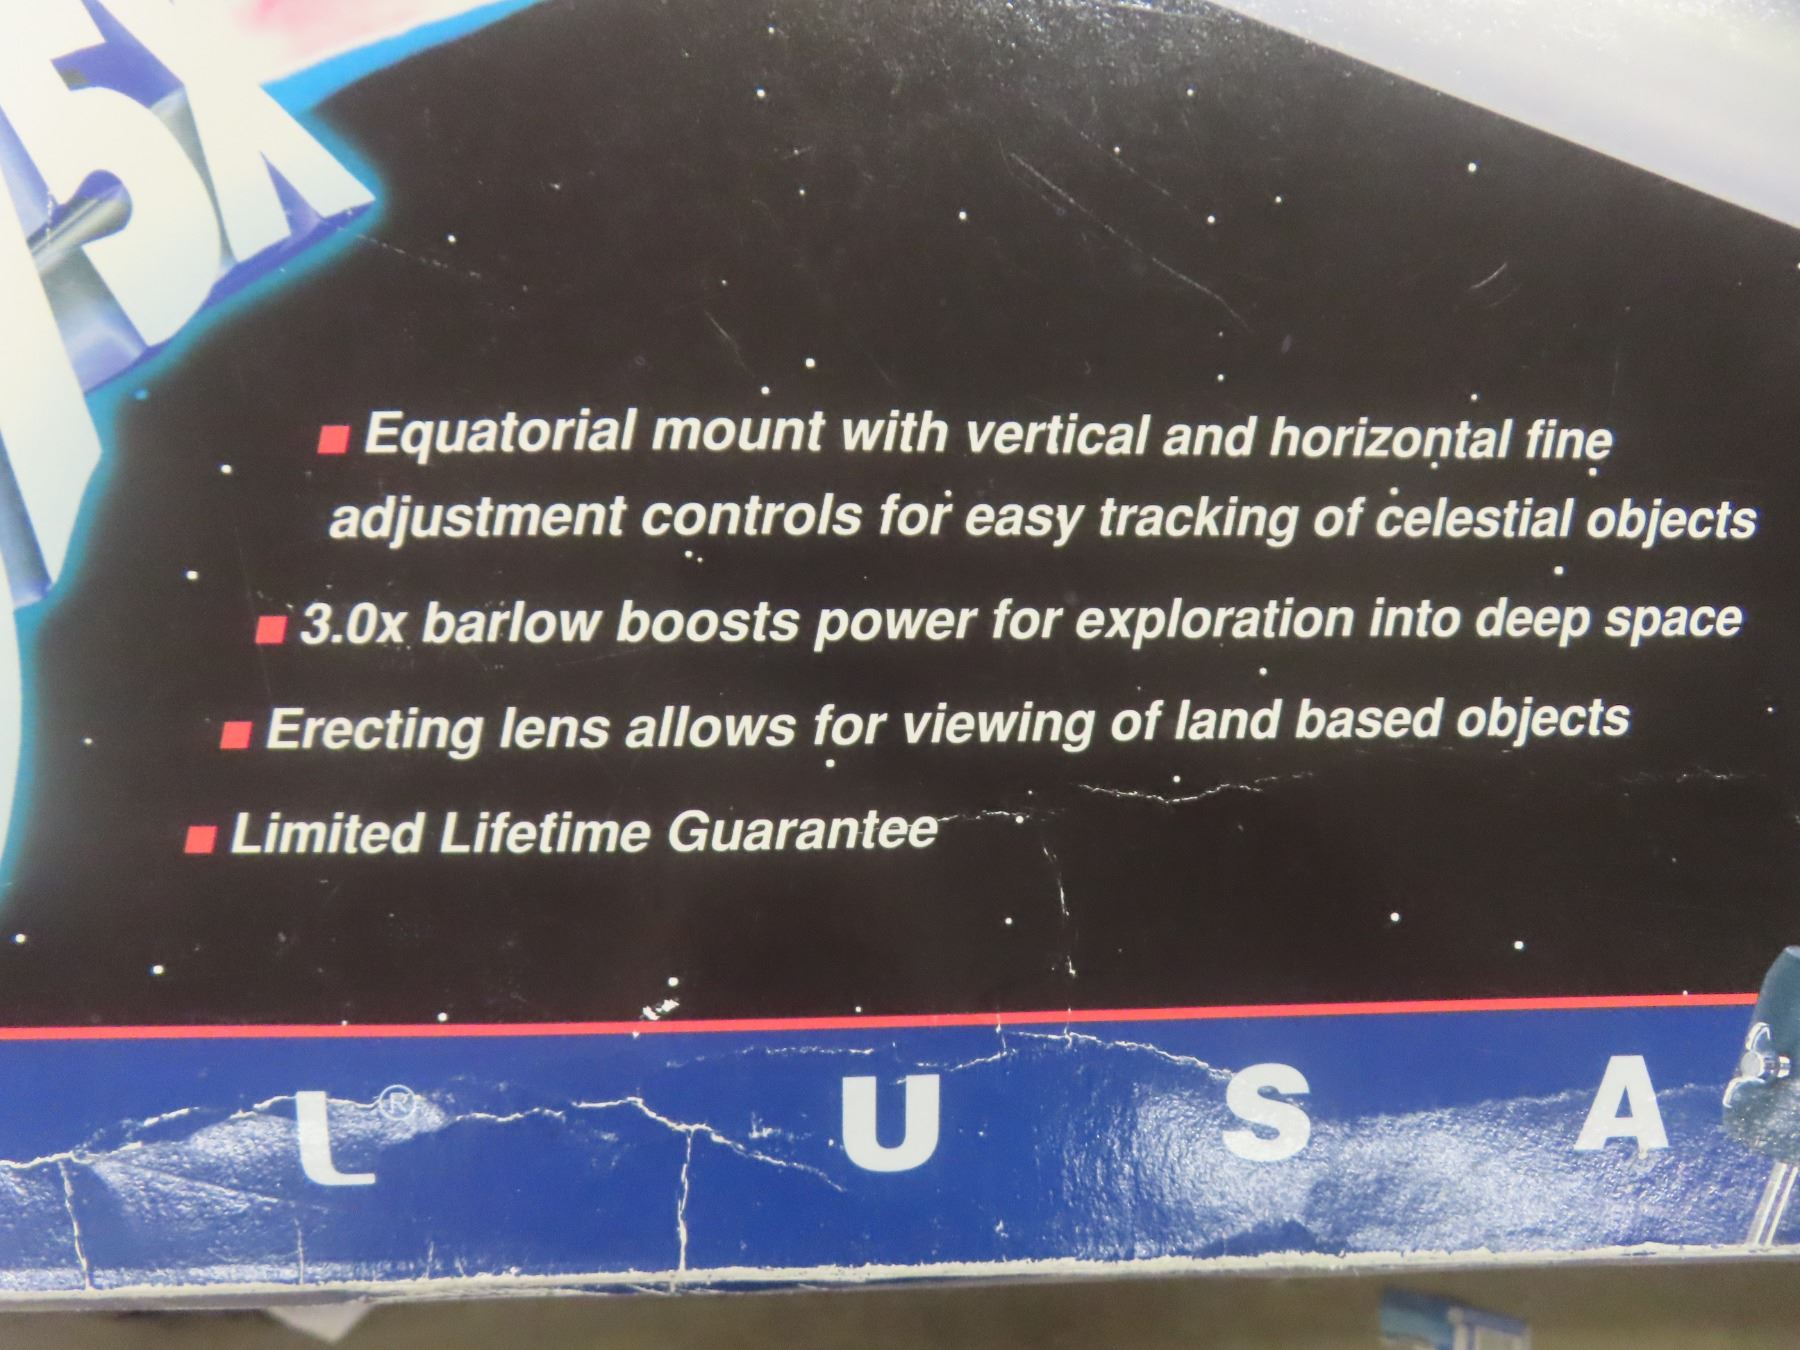 5X
■ Equatorial mount with vertical and horizontal fine
adjustment controls for easy tracking of celestial objects
■ 3.0x barlow boosts power for exploration into deep space
■ Erecting lens allows for viewing of land based objects
■ Limited Lifetime Guarantee
L® U S A